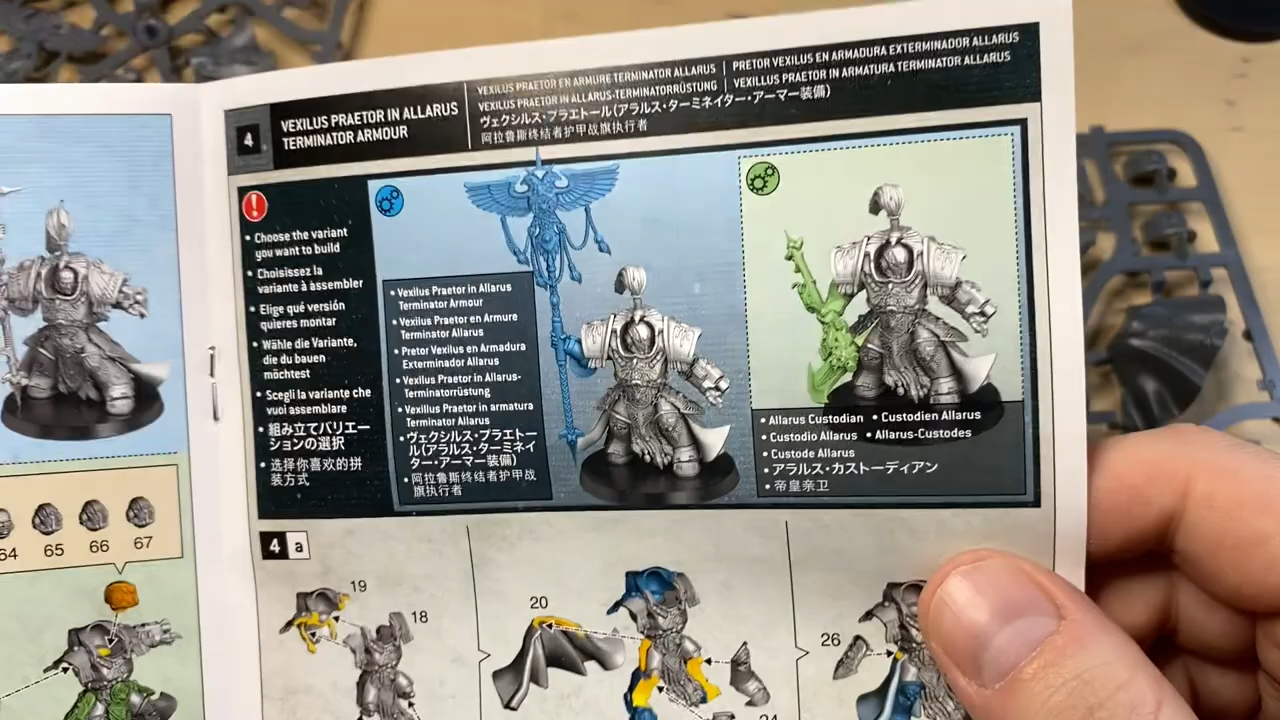 4
VEXILUS PRAETOR IN ALLARUS
TERMINATOR ARMOUR
VEXILUS PRAETOR EN ARMURE TERMINATOR ALLARUS
VEXILUS PRAETOR IN ALLARUS-TERMINATORRÜSTUNG
PRETOR VEXILUS EN ARMADURA EXTERMINADOR ALLARUS
VEXILLUS PRAETOR IN ARMATURA TERMINATOR ALLARUS
ヴェクシルス・プラエトール(アラルス・ターミネイター・アーマー装備)
阿拉鲁斯终结者护甲战旗执行者
!
• Choose the variant
you want to build
• Choisissez la
variante à assembler
• Elige qué versión
quieres montar
• Wähle die Variante,
die du bauen
möchtest
• Scegli la variante che
vuoi assemblare
• 組み立てバリエー
ションの選択
• 选择你喜欢的拼
装方式
• Vexilus Praetor in Allarus
Terminator Armour
• Vexilus Praetor en Armure
Terminator Allarus
• Pretor Vexilus en Armadura
Exterminador Allarus
• Vexilus Praetor in Allarus-
Terminatorrüstung
• Vexillus Praetor in armatura
Terminator Allarus
• ヴェクシルス・プラエトー
ル(アラルス・ターミネイ
ター・アーマー装備)
• 阿拉鲁斯终结者护甲战
旗执行者
• Allarus Custodian • Custodien Allarus
• Custodio Allarus • Allarus-Custodes
• Custode Allarus
• アラルス・カストーディアン
• 帝皇亲卫
64 65 66 67
4 a
19
18
20
26